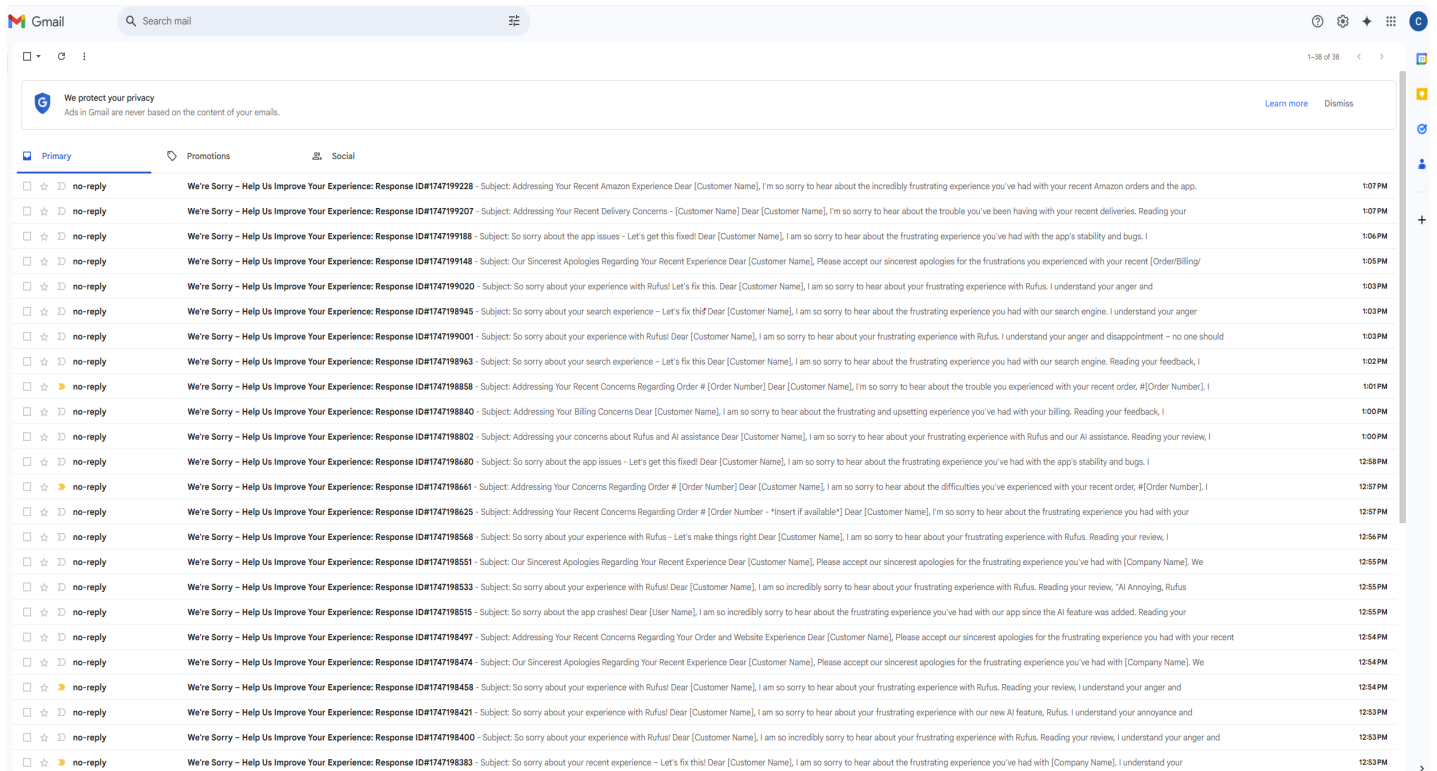 Gmail
Search mail
C
1–38 of 38
We protect your privacy
Ads in Gmail are never based on the content of your emails.
Learn more Dismiss
Primary Promotions Social
no-reply We're Sorry – Help Us Improve Your Experience: Response ID#1747199228 - Subject: Addressing Your Recent Amazon Experience Dear [Customer Name], I'm so sorry to hear about the incredibly frustrating experience you've had with your recent Amazon orders and the app. 1:07 PM
no-reply We're Sorry – Help Us Improve Your Experience: Response ID#1747199207 - Subject: Addressing Your Recent Delivery Concerns - [Customer Name] Dear [Customer Name], I'm so sorry to hear about the trouble you've been having with your recent deliveries. Reading your 1:07 PM
no-reply We're Sorry – Help Us Improve Your Experience: Response ID#1747199188 - Subject: So sorry about the app issues - Let's get this fixed! Dear [Customer Name], I am so sorry to hear about the frustrating experience you've had with the app's stability and bugs. I 1:06 PM
no-reply We're Sorry – Help Us Improve Your Experience: Response ID#1747199148 - Subject: Our Sincerest Apologies Regarding Your Recent Experience Dear [Customer Name], Please accept our sincerest apologies for the frustrations you experienced with your recent [Order/Billing/ 1:05 PM
no-reply We're Sorry – Help Us Improve Your Experience: Response ID#1747199020 - Subject: So sorry about your experience with Rufus! Let's fix this. Dear [Customer Name], I am so sorry to hear about your frustrating experience with Rufus. I understand your anger and 1:03 PM
no-reply We're Sorry – Help Us Improve Your Experience: Response ID#1747198945 - Subject: So sorry about your search experience – Let's fix this Dear [Customer Name], I am so sorry to hear about the frustrating experience you had with our search engine. I understand your anger 1:03 PM
no-reply We're Sorry – Help Us Improve Your Experience: Response ID#1747199001 - Subject: So sorry about your experience with Rufus! Dear [Customer Name], I am so sorry to hear about your frustrating experience with Rufus. I understand your anger and disappointment – no one should 1:03 PM
no-reply We're Sorry – Help Us Improve Your Experience: Response ID#1747198963 - Subject: So sorry about your search experience – Let's fix this Dear [Customer Name], I am so sorry to hear about the frustrating experience you had with our search engine. Reading your feedback, I 1:02 PM
no-reply We're Sorry – Help Us Improve Your Experience: Response ID#1747198858 - Subject: Addressing Your Recent Concerns Regarding Order # [Order Number] Dear [Customer Name], I'm so sorry to hear about the trouble you experienced with your recent order, #[Order Number]. I 1:01 PM
no-reply We're Sorry – Help Us Improve Your Experience: Response ID#1747198840 - Subject: Addressing Your Billing Concerns Dear [Customer Name], I am so sorry to hear about the frustrating and upsetting experience you've had with your billing. Reading your feedback, I 1:00 PM
no-reply We're Sorry – Help Us Improve Your Experience: Response ID#1747198802 - Subject: Addressing your concerns about Rufus and AI assistance Dear [Customer Name], I am so sorry to hear about your frustrating experience with Rufus and our AI assistance. Reading your review, I 1:00 PM
no-reply We're Sorry – Help Us Improve Your Experience: Response ID#1747198680 - Subject: So sorry about the app issues - Let's get this fixed! Dear [Customer Name], I am so sorry to hear about the frustrating experience you've had with the app's stability and bugs. I 12:58 PM
no-reply We're Sorry – Help Us Improve Your Experience: Response ID#1747198661 - Subject: Addressing Your Concerns Regarding Order # [Order Number] Dear [Customer Name], I am so sorry to hear about the difficulties you've experienced with your recent order, #[Order Number]. I 12:57 PM
no-reply We're Sorry – Help Us Improve Your Experience: Response ID#1747198625 - Subject: Addressing Your Recent Concerns Regarding Order # [Order Number - *Insert if available*] Dear [Customer Name], I'm so sorry to hear about the frustrating experience you had with your 12:57 PM
no-reply We're Sorry – Help Us Improve Your Experience: Response ID#1747198568 - Subject: So sorry about your experience with Rufus - Let's make things right Dear [Customer Name], I am so sorry to hear about your frustrating experience with Rufus. Reading your review, I 12:56 PM
no-reply We're Sorry – Help Us Improve Your Experience: Response ID#1747198551 - Subject: Our Sincerest Apologies Regarding Your Recent Experience Dear [Customer Name], Please accept our sincerest apologies for the frustrating experience you've had with [Company Name]. We 12:55 PM
no-reply We're Sorry – Help Us Improve Your Experience: Response ID#1747198533 - Subject: So sorry about your experience with Rufus! Dear [Customer Name], I am so incredibly sorry to hear about your frustrating experience with Rufus. Reading your review, "AI Annoying, Rufus 12:55 PM
no-reply We're Sorry – Help Us Improve Your Experience: Response ID#1747198515 - Subject: So sorry about the app crashes! Dear [User Name], I am so incredibly sorry to hear about the frustrating experience you've had with our app since the AI feature was added. Reading your 12:55 PM
no-reply We're Sorry – Help Us Improve Your Experience: Response ID#1747198497 - Subject: Addressing Your Recent Concerns Regarding Your Order and Website Experience Dear [Customer Name], Please accept our sincerest apologies for the frustrating experience you had with your recent 12:54 PM
no-reply We're Sorry – Help Us Improve Your Experience: Response ID#1747198474 - Subject: Our Sincerest Apologies Regarding Your Recent Experience Dear [Customer Name], Please accept our sincerest apologies for the frustrating experience you've had with [Company Name]. We 12:54 PM
no-reply We're Sorry – Help Us Improve Your Experience: Response ID#1747198458 - Subject: So sorry about your experience with Rufus! Dear [Customer Name], I am so sorry to hear about your frustrating experience with Rufus. Reading your review, I understand your anger and 12:54 PM
no-reply We're Sorry – Help Us Improve Your Experience: Response ID#1747198421 - Subject: So sorry about your experience with Rufus! Dear [Customer Name], I am so sorry to hear about your frustrating experience with our new AI feature, Rufus. I understand your annoyance and 12:53 PM
no-reply We're Sorry – Help Us Improve Your Experience: Response ID#1747198400 - Subject: So sorry about your experience with Rufus! Dear [Customer Name], I am so incredibly sorry to hear about your frustrating experience with Rufus. Reading your review, I understand your anger and 12:53 PM
no-reply We're Sorry – Help Us Improve Your Experience: Response ID#1747198383 - Subject: So sorry about your recent experience – Let's fix this! Dear [Customer Name], I am so sorry to hear about the frustrating experience you've had with [Company Name]. I understand your 12:53 PM